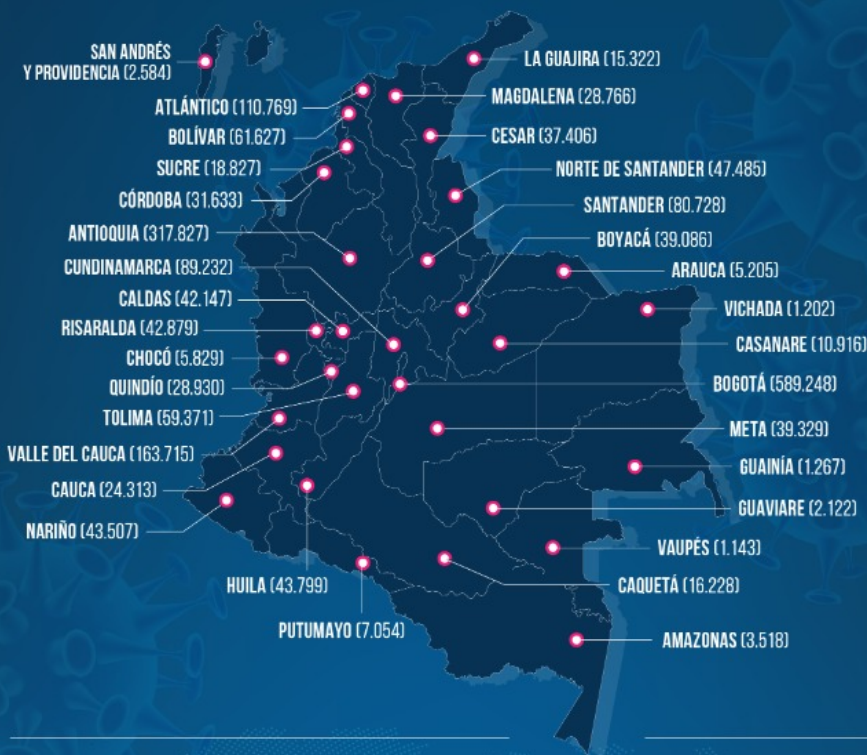 SAN ANDRÉS
Y PROVIDENCIA (2.584)
ATLÁNTICO (110.769)
BOLÍVAR (61.627)
SUCRE (18.827)
CÓRDOBA (31.633)
ANTIOQUIA (317.827)
CUNDINAMARCA (89.232)
CALDAS (42.147)
RISARALDA (42.879)
CHOCÓ (5.829)
QUINDÍO (28.930)
TOLIMA (59.371)
VALLE DEL CAUCA (163.715)
CAUCA (24.313)
NARIÑO (43.507)
HUILA (43.799)
PUTUMAYO (7.054)
LA GUAJIRA (15.322)
MAGDALENA (28.766)
CESAR (37.406)
NORTE DE SANTANDER (47.485)
SANTANDER (80.728)
BOYACÁ (39.086)
ARAUCA (5.205)
VICHADA (1.202)
CASANARE (10.916)
BOGOTÁ (589.248)
META (39.329)
GUAINÍA (1.267)
GUAVIARE (2.122)
VAUPÉS (1.143)
CAQUETÁ (16.228)
AMAZONAS (3.518)